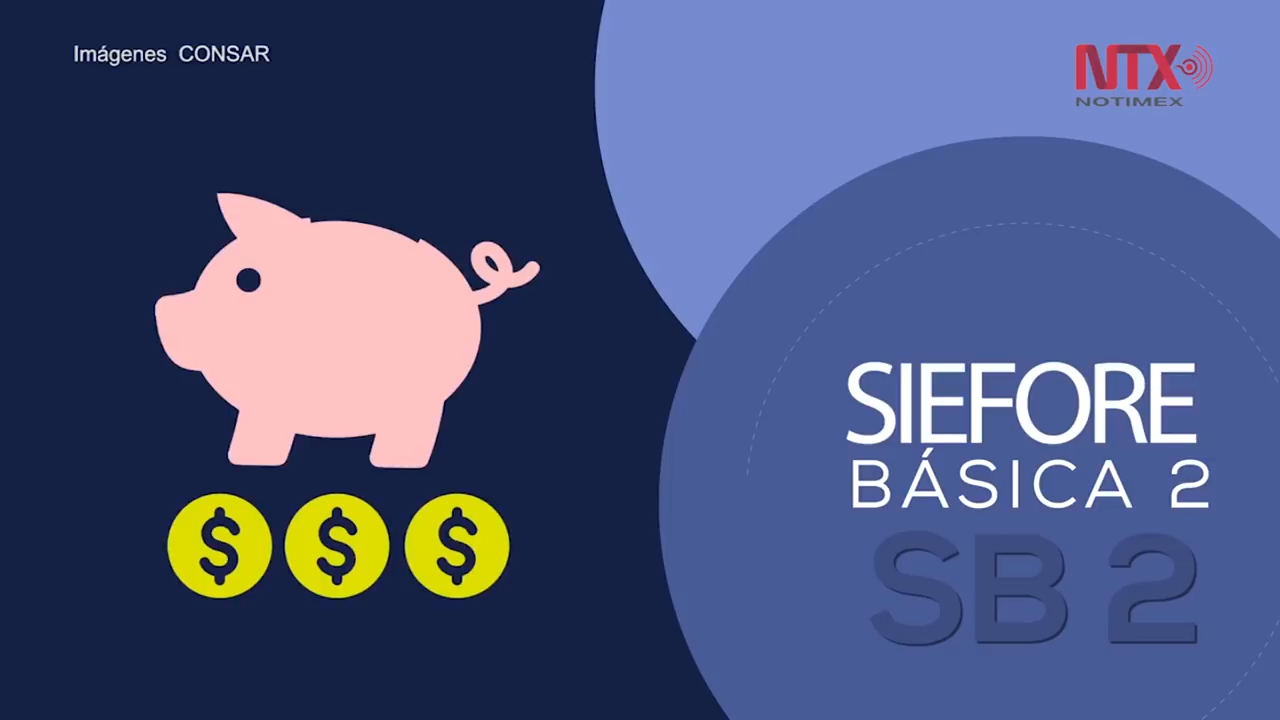 Imágenes CONSAR
NTX
NOTIMEX
SIEFORE
BÁSICA 2
SB 2
$ $ $